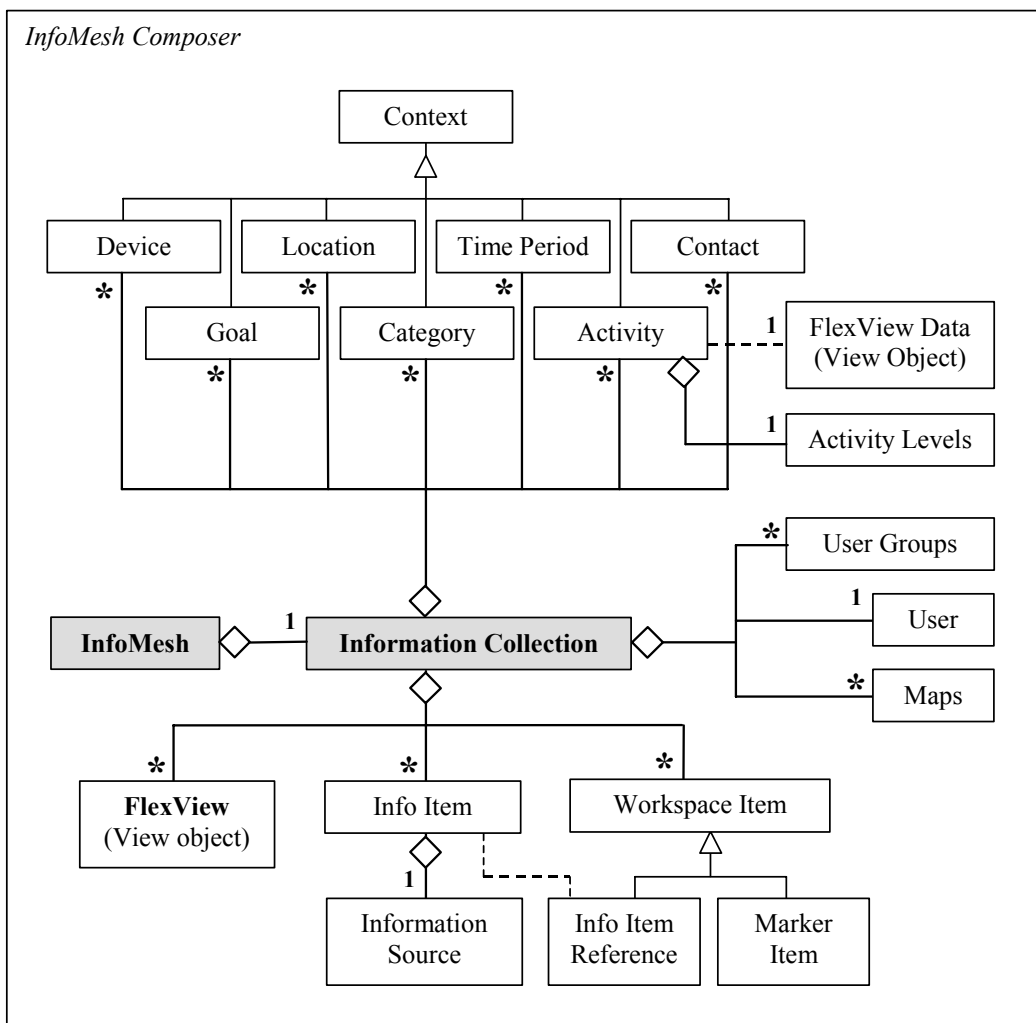 InfoMesh Composer
Context
Device
Location
Time Period
Contact
*
*
*
*
Goal
Category
Activity
1
FlexView Data
(View Object)
*
*
*
1
Activity Levels
*
User Groups
InfoMesh
1
Information Collection
1
User
*
Maps
*
*
*
FlexView
(View object)
Info Item
Workspace Item
1
Information
Source
Info Item
Reference
Marker
Item